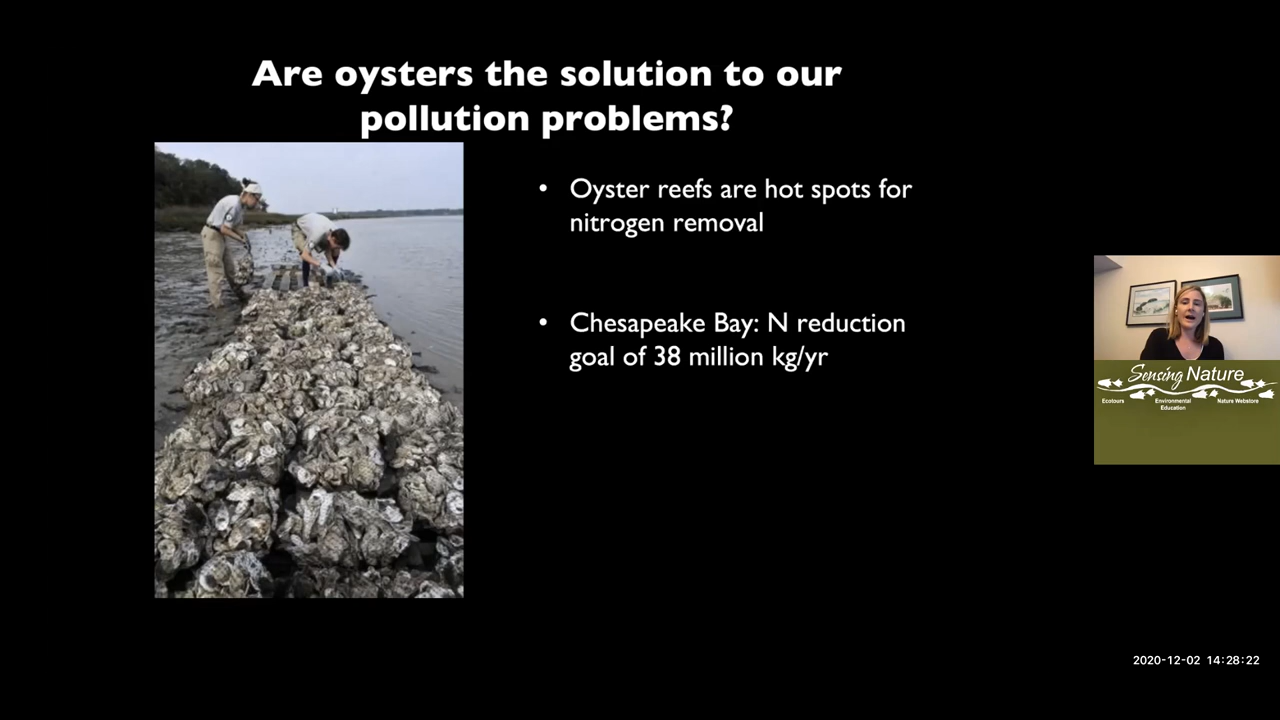 Are oysters the solution to our
pollution problems?
• Oyster reefs are hot spots for
nitrogen removal
• Chesapeake Bay: N reduction
goal of 38 million kg/yr
Sensing Nature
Ecotours
Environmental
Education
Nature Webstore
2020-12-02 14:28:22